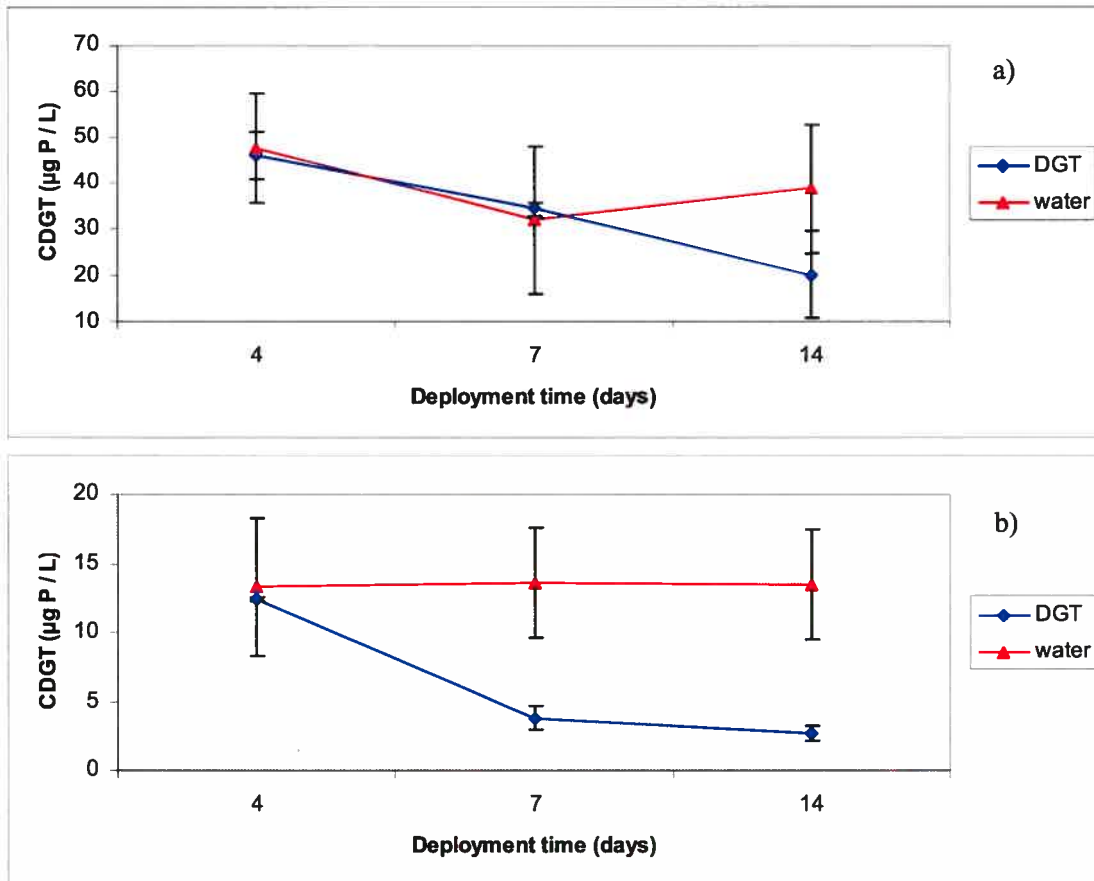 a)
CDGT (µg P / L)
70
60
50
40
30
20
10
4 7 14
Deployment time (days)
DGT
water
b)
CDGT (µg P / L)
20
15
10
5
0
4 7 14
Deployment time (days)
DGT
water